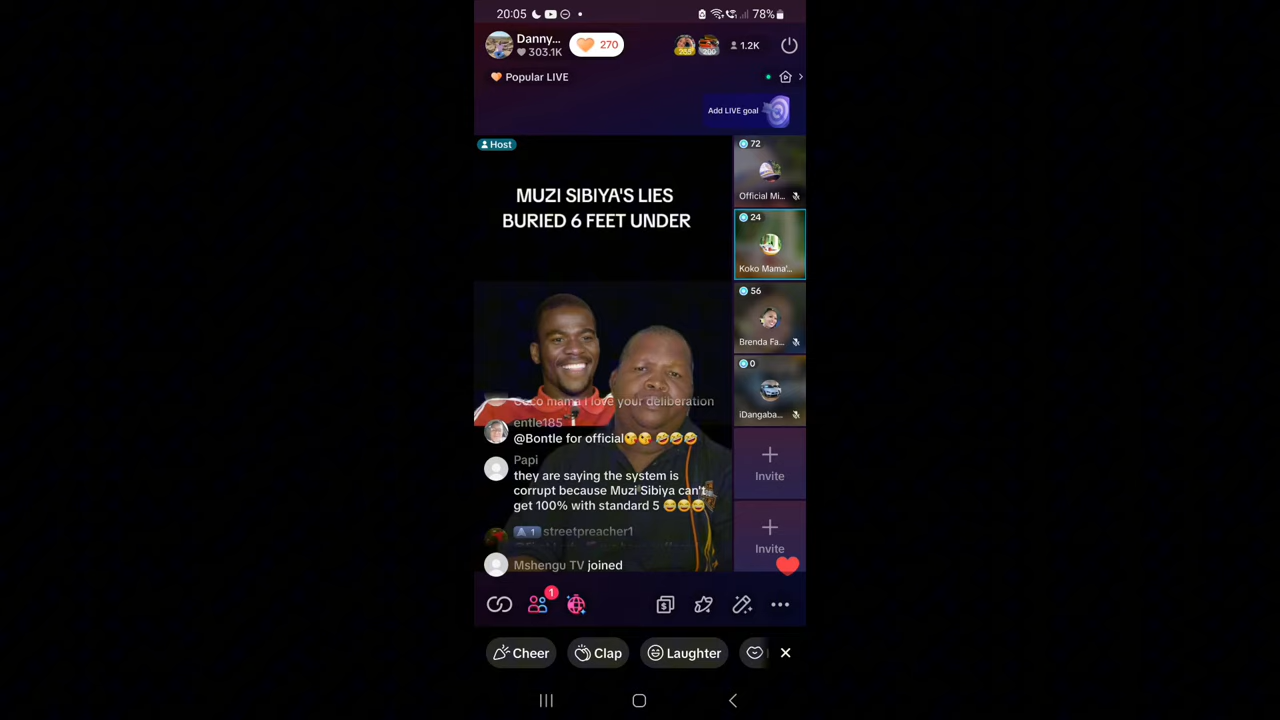 20:05
78%
Danny...
303.1K
270
1.2K
Popular LIVE
Add LIVE goal
Host
MUZI SIBIYA'S LIES
BURIED 6 FEET UNDER
72
Official Mi...
24
Koko Mama'...
56
Brenda Fa...
0
iDangaba...
Coco mama I love your deliberation
entle185
@Bontle for official😘😘 🤣🤣🤣
Papi
they are saying the system is
corrupt because Muzi Sibiya can't
get 100% with standard 5 😂😂😂
1 streetpreacher1
Mshengu TV joined
+
Invite
+
Invite
1
Cheer
Clap
Laughter